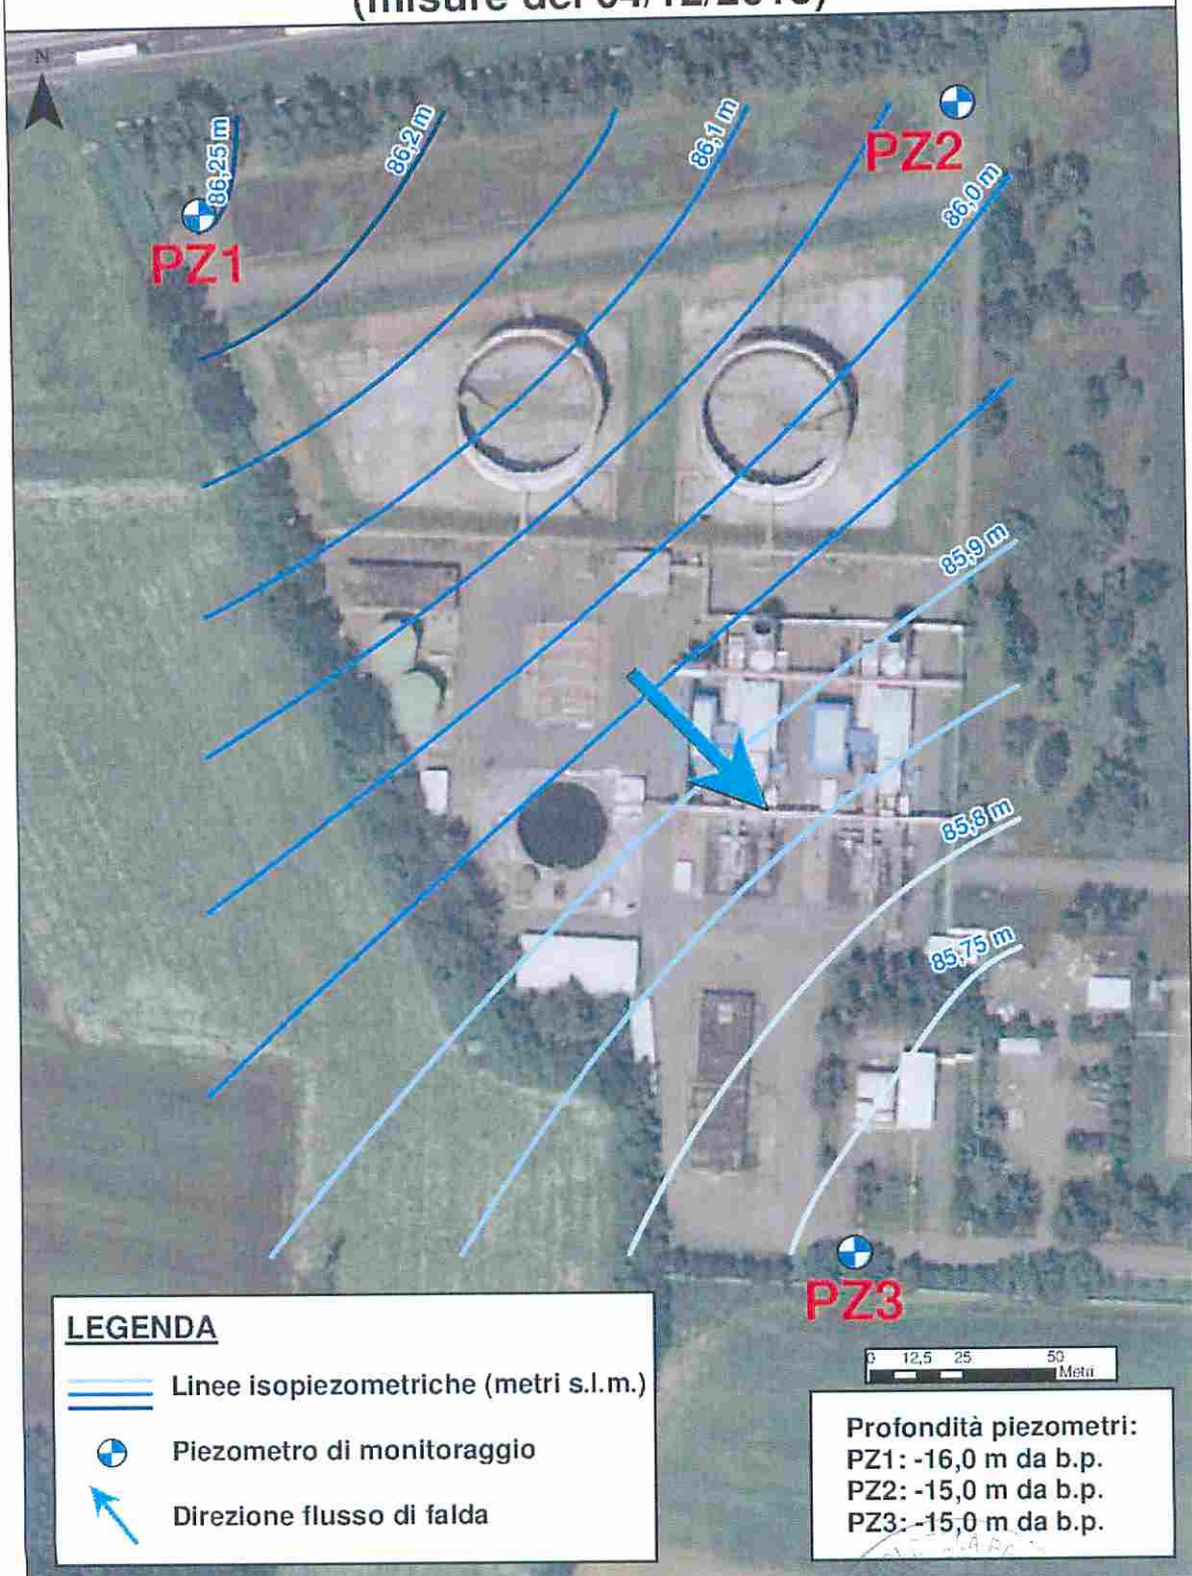 N
86,25 m
86,2 m
86,1 m
PZ2
86,0 m
PZ1
85,9 m
85,8 m
85,75 m
PZ3
LEGENDA
Linee isopiezometriche (metri s.l.m.)
Piezometro di monitoraggio
Direzione flusso di falda
0 12,5 25 50
Metri
Profondità piezometri:
PZ1: -16,0 m da b.p.
PZ2: -15,0 m da b.p.
PZ3: -15,0 m da b.p.